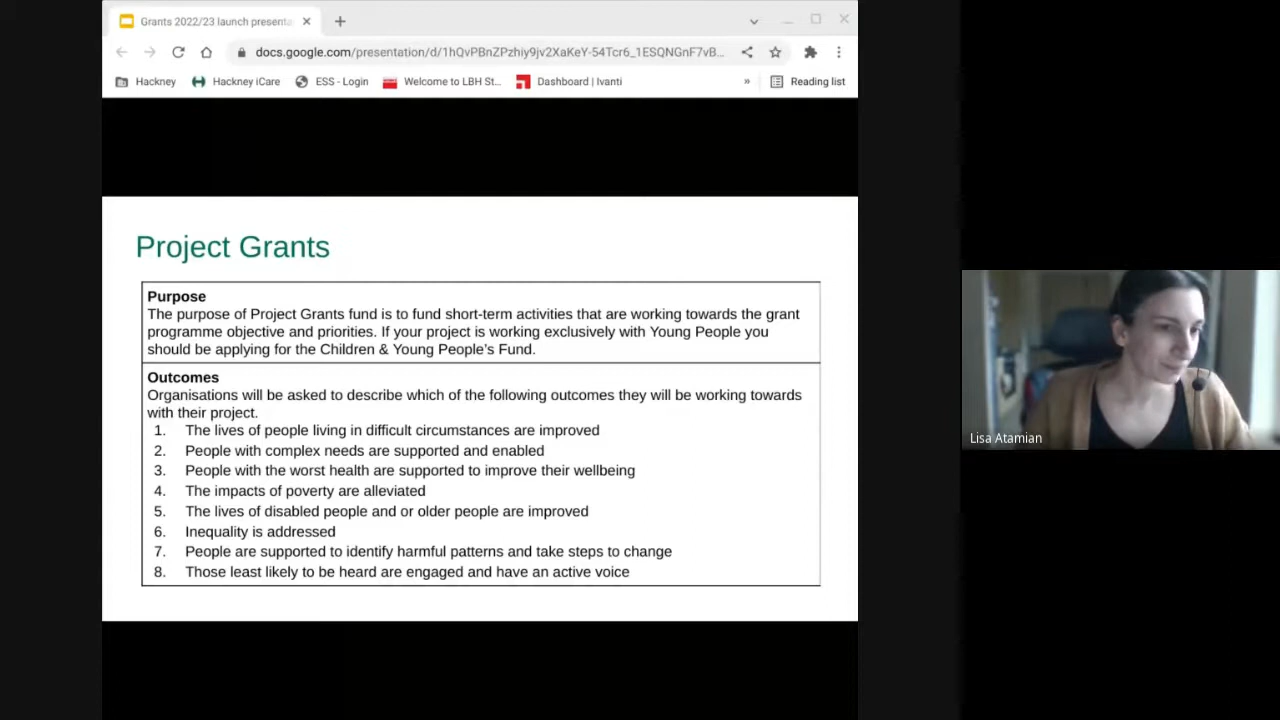 Grants 2022/23 launch presenta
docs.google.com/presentation/d/1hQvPBnZPzhiy9jv2XaKeY-54Tcr6_1ESQNGnF7vB...
Hackney Hackney iCare ESS - Login Welcome to LBH St... Dashboard | Ivanti » Reading list
Project Grants
Purpose
The purpose of Project Grants fund is to fund short-term activities that are working towards the grant
programme objective and priorities. If your project is working exclusively with Young People you
should be applying for the Children & Young People's Fund.
Outcomes
Organisations will be asked to describe which of the following outcomes they will be working towards
with their project.
1. The lives of people living in difficult circumstances are improved
2. People with complex needs are supported and enabled
3. People with the worst health are supported to improve their wellbeing
4. The impacts of poverty are alleviated
5. The lives of disabled people and or older people are improved
6. Inequality is addressed
7. People are supported to identify harmful patterns and take steps to change
8. Those least likely to be heard are engaged and have an active voice
Lisa Atamian